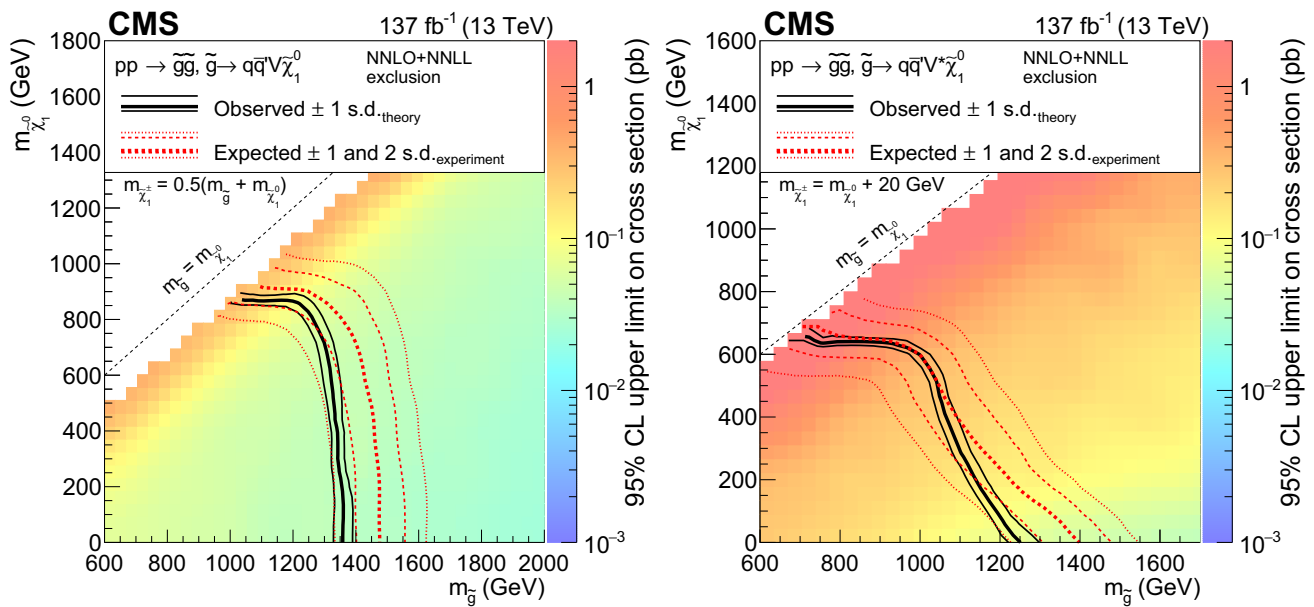 CMS 137 fb⁻¹ (13 TeV)
pp → g̃g̃, g̃→ qq̄'Vχ̃₁⁰ NNLO+NNLL exclusion
Observed ± 1 s.d.theory
Expected ± 1 and 2 s.d.experiment
m_χ̃₁± = 0.5(m_g̃ + m_χ̃₁⁰)
m_g̃ = m_χ̃₁⁰
m_χ̃₁⁰ (GeV)
1800
1600
1400
1200
1000
800
600
400
200
0
600 800 1000 1200 1400 1600 1800 2000
m_g̃ (GeV)
1
10⁻¹
10⁻²
10⁻³
95% CL upper limit on cross section (pb)
CMS 137 fb⁻¹ (13 TeV)
pp → g̃g̃, g̃→ qq̄'V*χ̃₁⁰ NNLO+NNLL exclusion
Observed ± 1 s.d.theory
Expected ± 1 and 2 s.d.experiment
m_χ̃₁± = m_χ̃₁⁰ + 20 GeV
m_g̃ = m_χ̃₁⁰
m_χ̃₁⁰ (GeV)
1600
1400
1200
1000
800
600
400
200
0
600 800 1000 1200 1400 1600
m_g̃ (GeV)
1
10⁻¹
10⁻²
10⁻³
95% CL upper limit on cross section (pb)